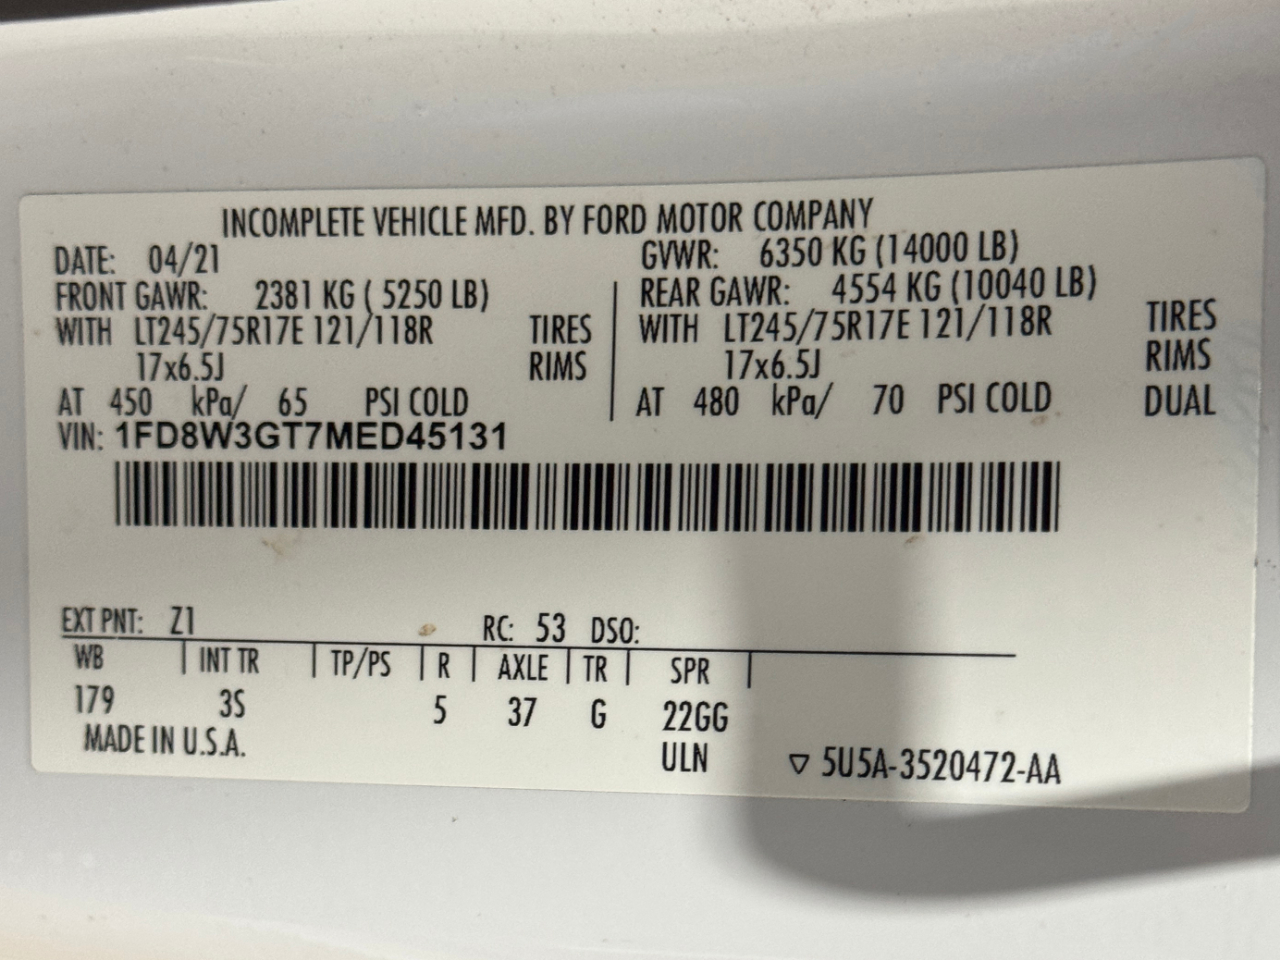 INCOMPLETE VEHICLE MFD. BY FORD MOTOR COMPANY
DATE: 04/21 GVWR: 6350 KG (14000 LB)
FRONT GAWR: 2381 KG ( 5250 LB) REAR GAWR: 4554 KG (10040 LB)
WITH LT245/75R17E 121/118R TIRES WITH LT245/75R17E 121/118R TIRES
17x6.5J RIMS 17x6.5J RIMS
AT 450 kPa/ 65 PSI COLD AT 480 kPa/ 70 PSI COLD DUAL
VIN: 1FD8W3GT7MED45131
EXT PNT: Z1 RC: 53 DSO:
WB INT TR TP/PS R AXLE TR SPR
179 3S 5 37 G 22GG
MADE IN U.S.A. ULN ▽ 5U5A-3520472-AA